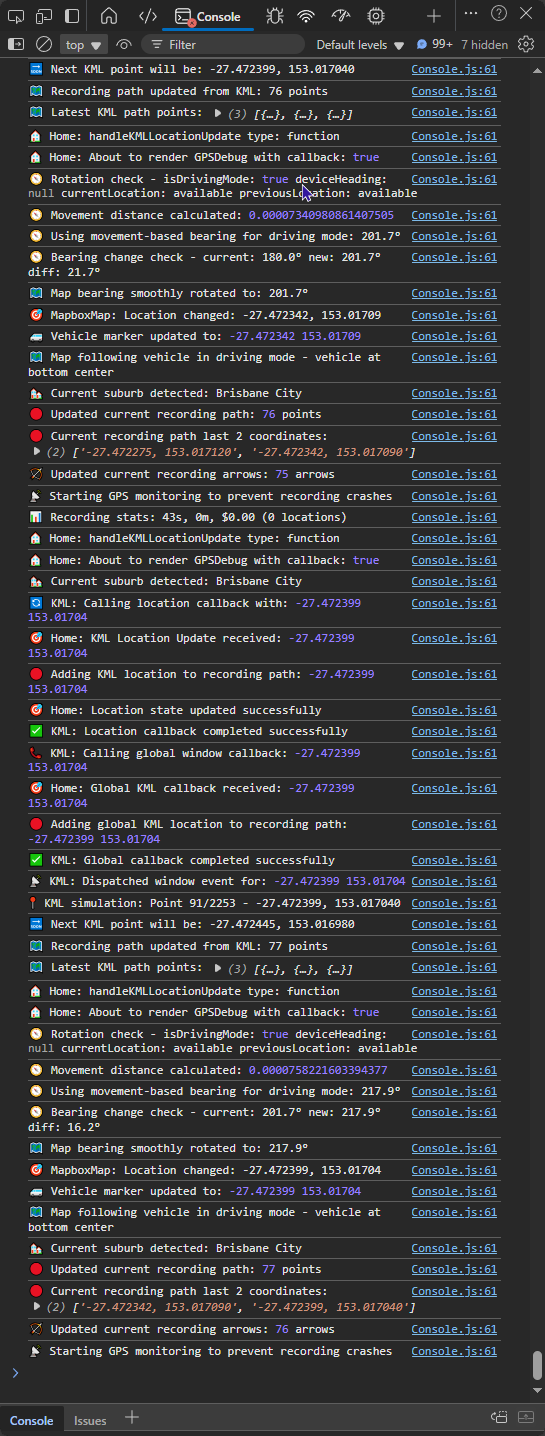 Console
top
Filter
Default levels
99+
7 hidden
Next KML point will be: -27.472399, 153.017040 Console.js:61
Recording path updated from KML: 76 points Console.js:61
Latest KML path points: (3) [{…}, {…}, {…}] Console.js:61
Home: handleKMLLocationUpdate type: function Console.js:61
Home: About to render GPSDebug with callback: true Console.js:61
Rotation check - isDrivingMode: true deviceHeading: Console.js:61
null currentLocation: available previousLocation: available
Movement distance calculated: 0.00007340980861407505 Console.js:61
Using movement-based bearing for driving mode: 201.7° Console.js:61
Bearing change check - current: 180.0° new: 201.7° Console.js:61
diff: 21.7°
Map bearing smoothly rotated to: 201.7° Console.js:61
MapboxMap: Location changed: -27.472342, 153.01709 Console.js:61
Vehicle marker updated to: -27.472342 153.01709 Console.js:61
Map following vehicle in driving mode - vehicle at Console.js:61
bottom center
Current suburb detected: Brisbane City Console.js:61
Updated current recording path: 76 points Console.js:61
Current recording path last 2 coordinates: Console.js:61
(2) ['-27.472275, 153.017120', '-27.472342, 153.017090']
Updated current recording arrows: 75 arrows Console.js:61
Starting GPS monitoring to prevent recording crashes Console.js:61
Recording stats: 43s, 0m, $0.00 (0 locations) Console.js:61
Home: handleKMLLocationUpdate type: function Console.js:61
Home: About to render GPSDebug with callback: true Console.js:61
Current suburb detected: Brisbane City Console.js:61
KML: Calling location callback with: -27.472399 Console.js:61
153.01704
Home: KML Location Update received: -27.472399 Console.js:61
153.01704
Adding KML location to recording path: -27.472399 Console.js:61
153.01704
Home: Location state updated successfully Console.js:61
KML: Location callback completed successfully Console.js:61
KML: Calling global window callback: -27.472399 Console.js:61
153.01704
Home: Global KML callback received: -27.472399 Console.js:61
153.01704
Adding global KML location to recording path: Console.js:61
-27.472399 153.01704
KML: Global callback completed successfully Console.js:61
KML: Dispatched window event for: -27.472399 153.01704 Console.js:61
KML simulation: Point 91/2253 - -27.472399, 153.017040 Console.js:61
Next KML point will be: -27.472445, 153.016980 Console.js:61
Recording path updated from KML: 77 points Console.js:61
Latest KML path points: (3) [{…}, {…}, {…}] Console.js:61
Home: handleKMLLocationUpdate type: function Console.js:61
Home: About to render GPSDebug with callback: true Console.js:61
Rotation check - isDrivingMode: true deviceHeading: Console.js:61
null currentLocation: available previousLocation: available
Movement distance calculated: 0.0000758221603394377 Console.js:61
Using movement-based bearing for driving mode: 217.9° Console.js:61
Bearing change check - current: 201.7° new: 217.9° Console.js:61
diff: 16.2°
Map bearing smoothly rotated to: 217.9° Console.js:61
MapboxMap: Location changed: -27.472399, 153.01704 Console.js:61
Vehicle marker updated to: -27.472399 153.01704 Console.js:61
Map following vehicle in driving mode - vehicle at Console.js:61
bottom center
Current suburb detected: Brisbane City Console.js:61
Updated current recording path: 77 points Console.js:61
Current recording path last 2 coordinates: Console.js:61
(2) ['-27.472342, 153.017090', '-27.472399, 153.017040']
Updated current recording arrows: 76 arrows Console.js:61
Starting GPS monitoring to prevent recording crashes Console.js:61
Console
Issues